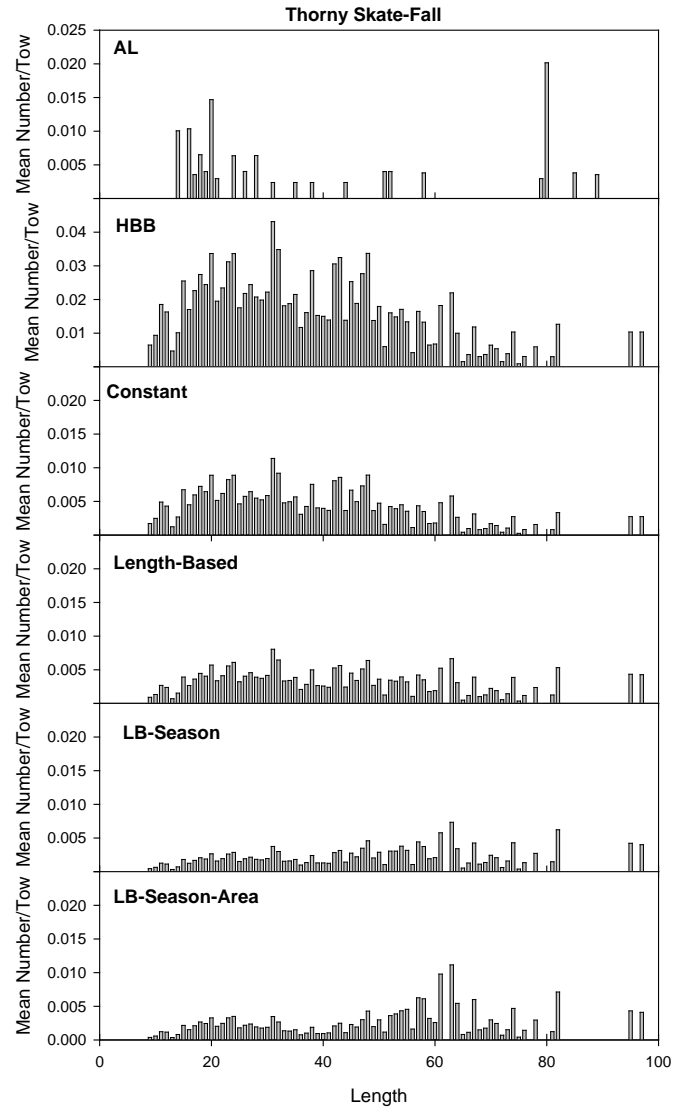 Thorny Skate-Fall
Mean Number/Tow
0.025
0.020
0.015
0.010
0.005
AL
Mean Number/Tow
0.04
0.03
0.02
0.01
HBB
Mean Number/Tow
0.020
0.015
0.010
0.005
Constant
Mean Number/Tow
0.020
0.015
0.010
0.005
Length-Based
Mean Number/Tow
0.020
0.015
0.010
0.005
LB-Season
Mean Number/Tow
0.020
0.015
0.010
0.005
0.000
LB-Season-Area
0 20 40 60 80 100
Length